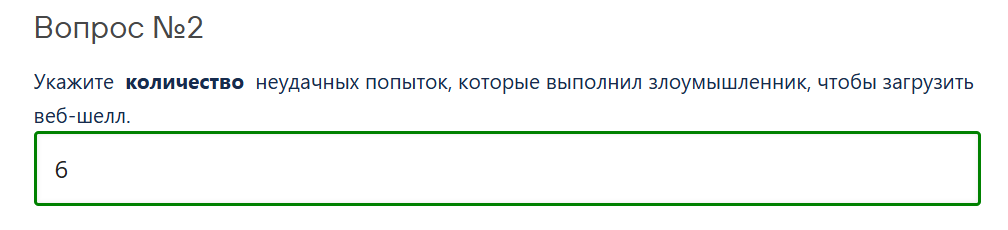 Вопрос №2
Укажите количество неудачных попыток, которые выполнил злоумышленник, чтобы загрузить
веб-шелл.
6